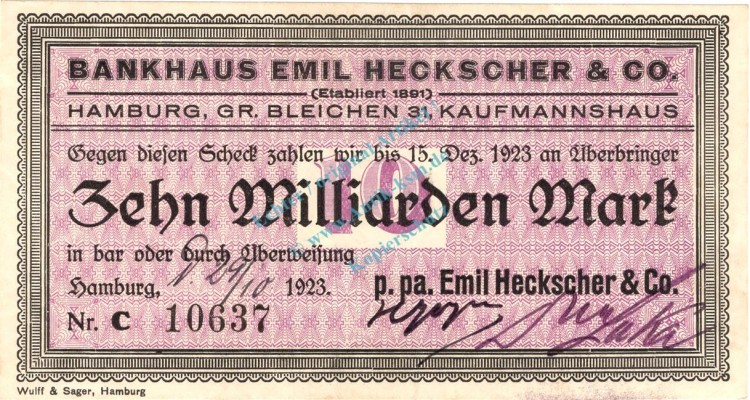 BANKHAUS EMIL HECKSCHER & CO.
(Etabliert 1891)
HAMBURG, GR. BLEICHEN 31, KAUFMANNSHAUS
Gegen diesen Scheck zahlen wir bis 15. Dez. 1923 an Überbringer
10
Zehn Milliarden Mark
in bar oder durch Überweisung
Hamburg, d. 29/10 1923.
p. pa. Emil Heckscher & Co.
Nr. C 10637
Wulff & Sager, Hamburg